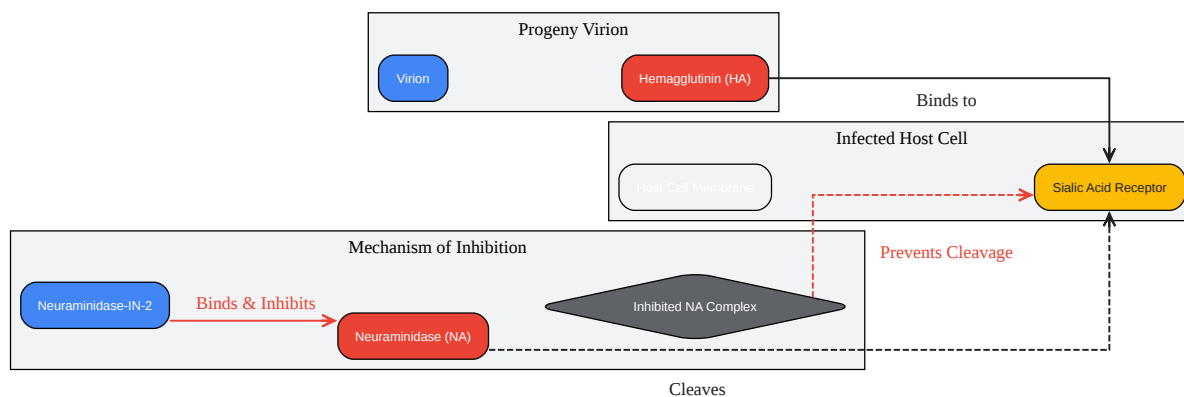 Progeny Virion
Virion
Hemagglutinin (HA)
Binds to
Infected Host Cell
Host Cell Membrane
Sialic Acid Receptor
Mechanism of Inhibition
Prevents Cleavage
Neuraminidase-IN-2
Binds & Inhibits
Inhibited NA Complex
Neuraminidase (NA)
Cleaves